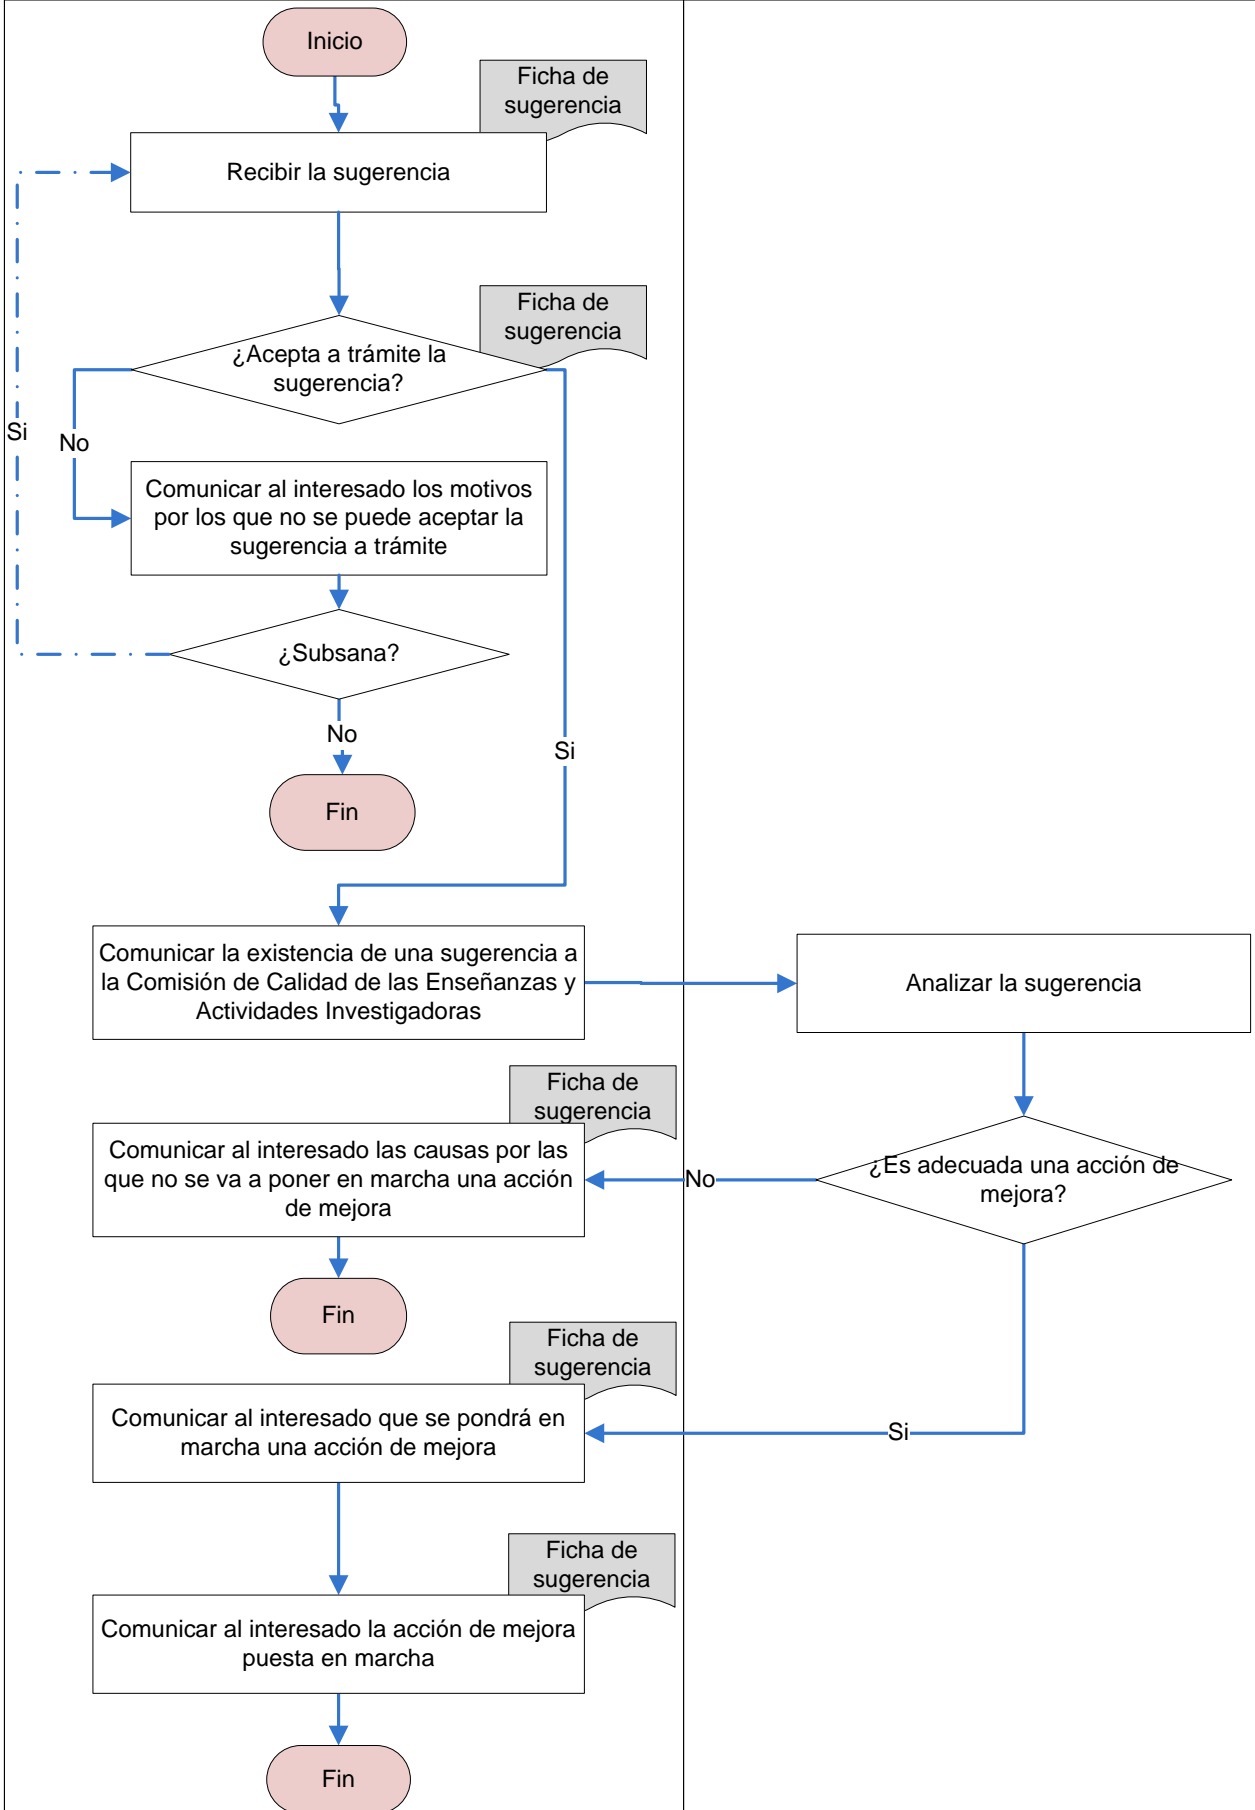 Inicio
Ficha de
sugerencia
Recibir la sugerencia
Ficha de
sugerencia
¿Acepta a trámite la
sugerencia?
Si
No
Comunicar al interesado los motivos
por los que no se puede aceptar la
sugerencia a trámite
¿Subsana?
No
Si
Fin
Comunicar la existencia de una sugerencia a
la Comisión de Calidad de las Enseñanzas y
Actividades Investigadoras
Analizar la sugerencia
Ficha de
sugerencia
Comunicar al interesado las causas por las
que no se va a poner en marcha una acción
de mejora
No
¿Es adecuada una acción de
mejora?
Fin
Ficha de
sugerencia
Comunicar al interesado que se pondrá en
marcha una acción de mejora
Si
Ficha de
sugerencia
Comunicar al interesado la acción de mejora
puesta en marcha
Fin